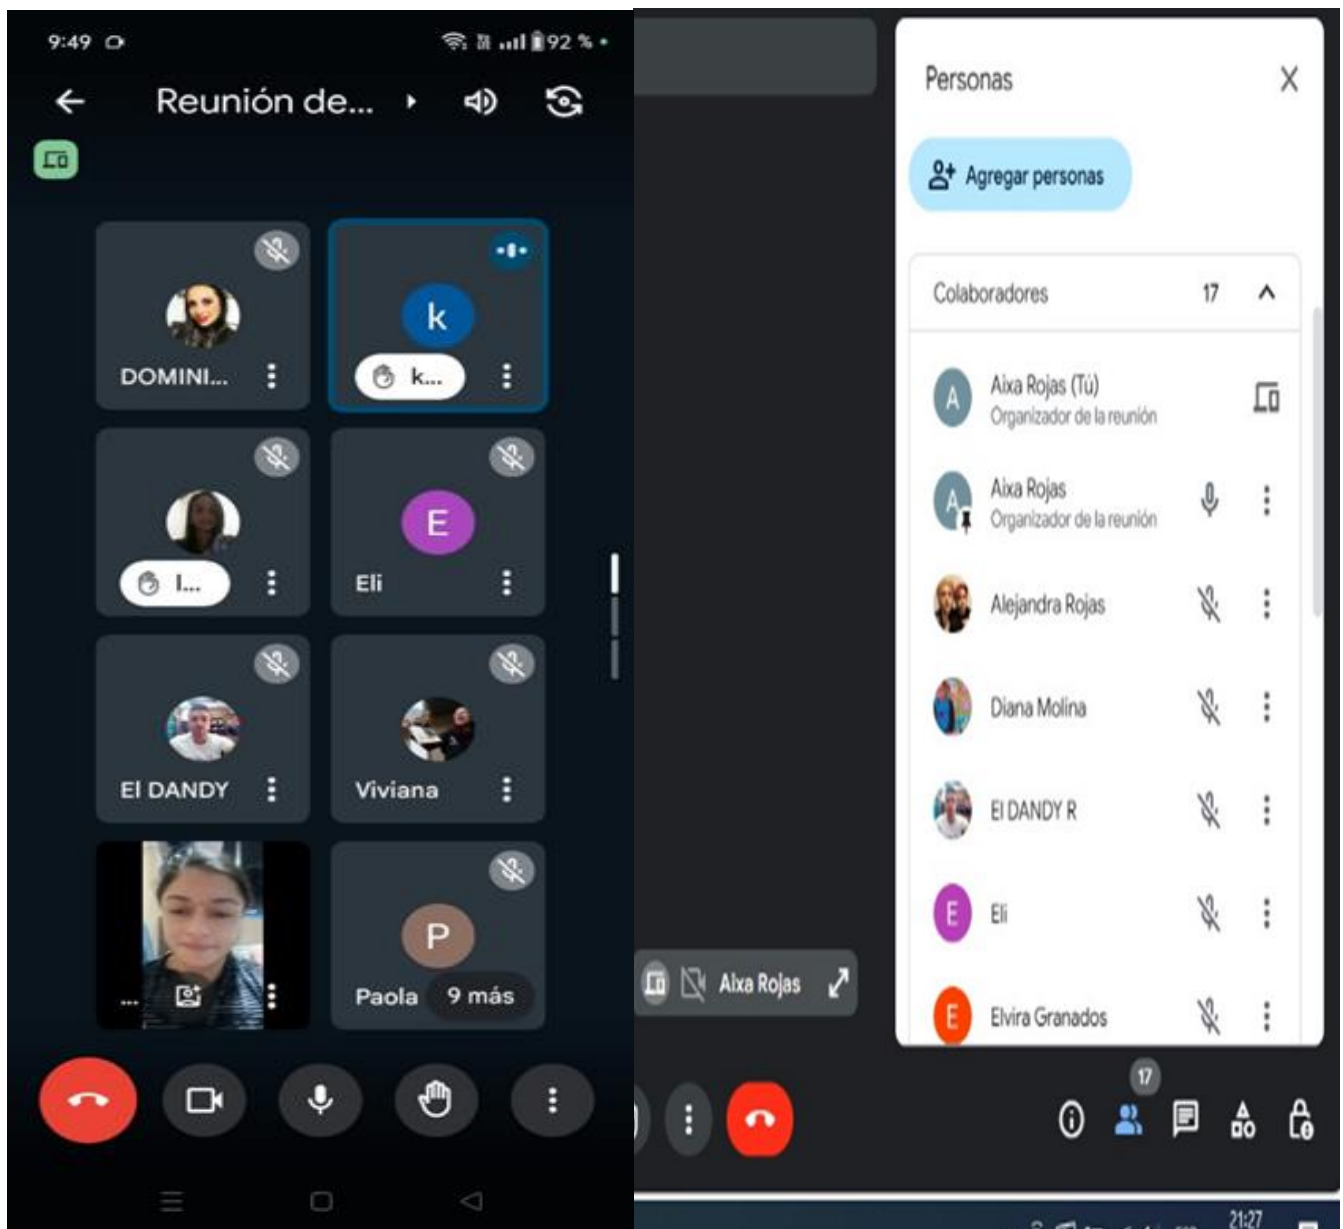 9:49
92 %
Reunión de...
DOMINI...
k
k...
l...
E
Eli
El DANDY
Viviana
...
P
Paola
9 más
Personas
Agregar personas
Colaboradores 17
A
Aixa Rojas (Tú)
Organizador de la reunión
A
Aixa Rojas
Organizador de la reunión
Alejandra Rojas
Diana Molina
El DANDY R
E
Eli
E
Elvira Granados
Aixa Rojas
17
21:27